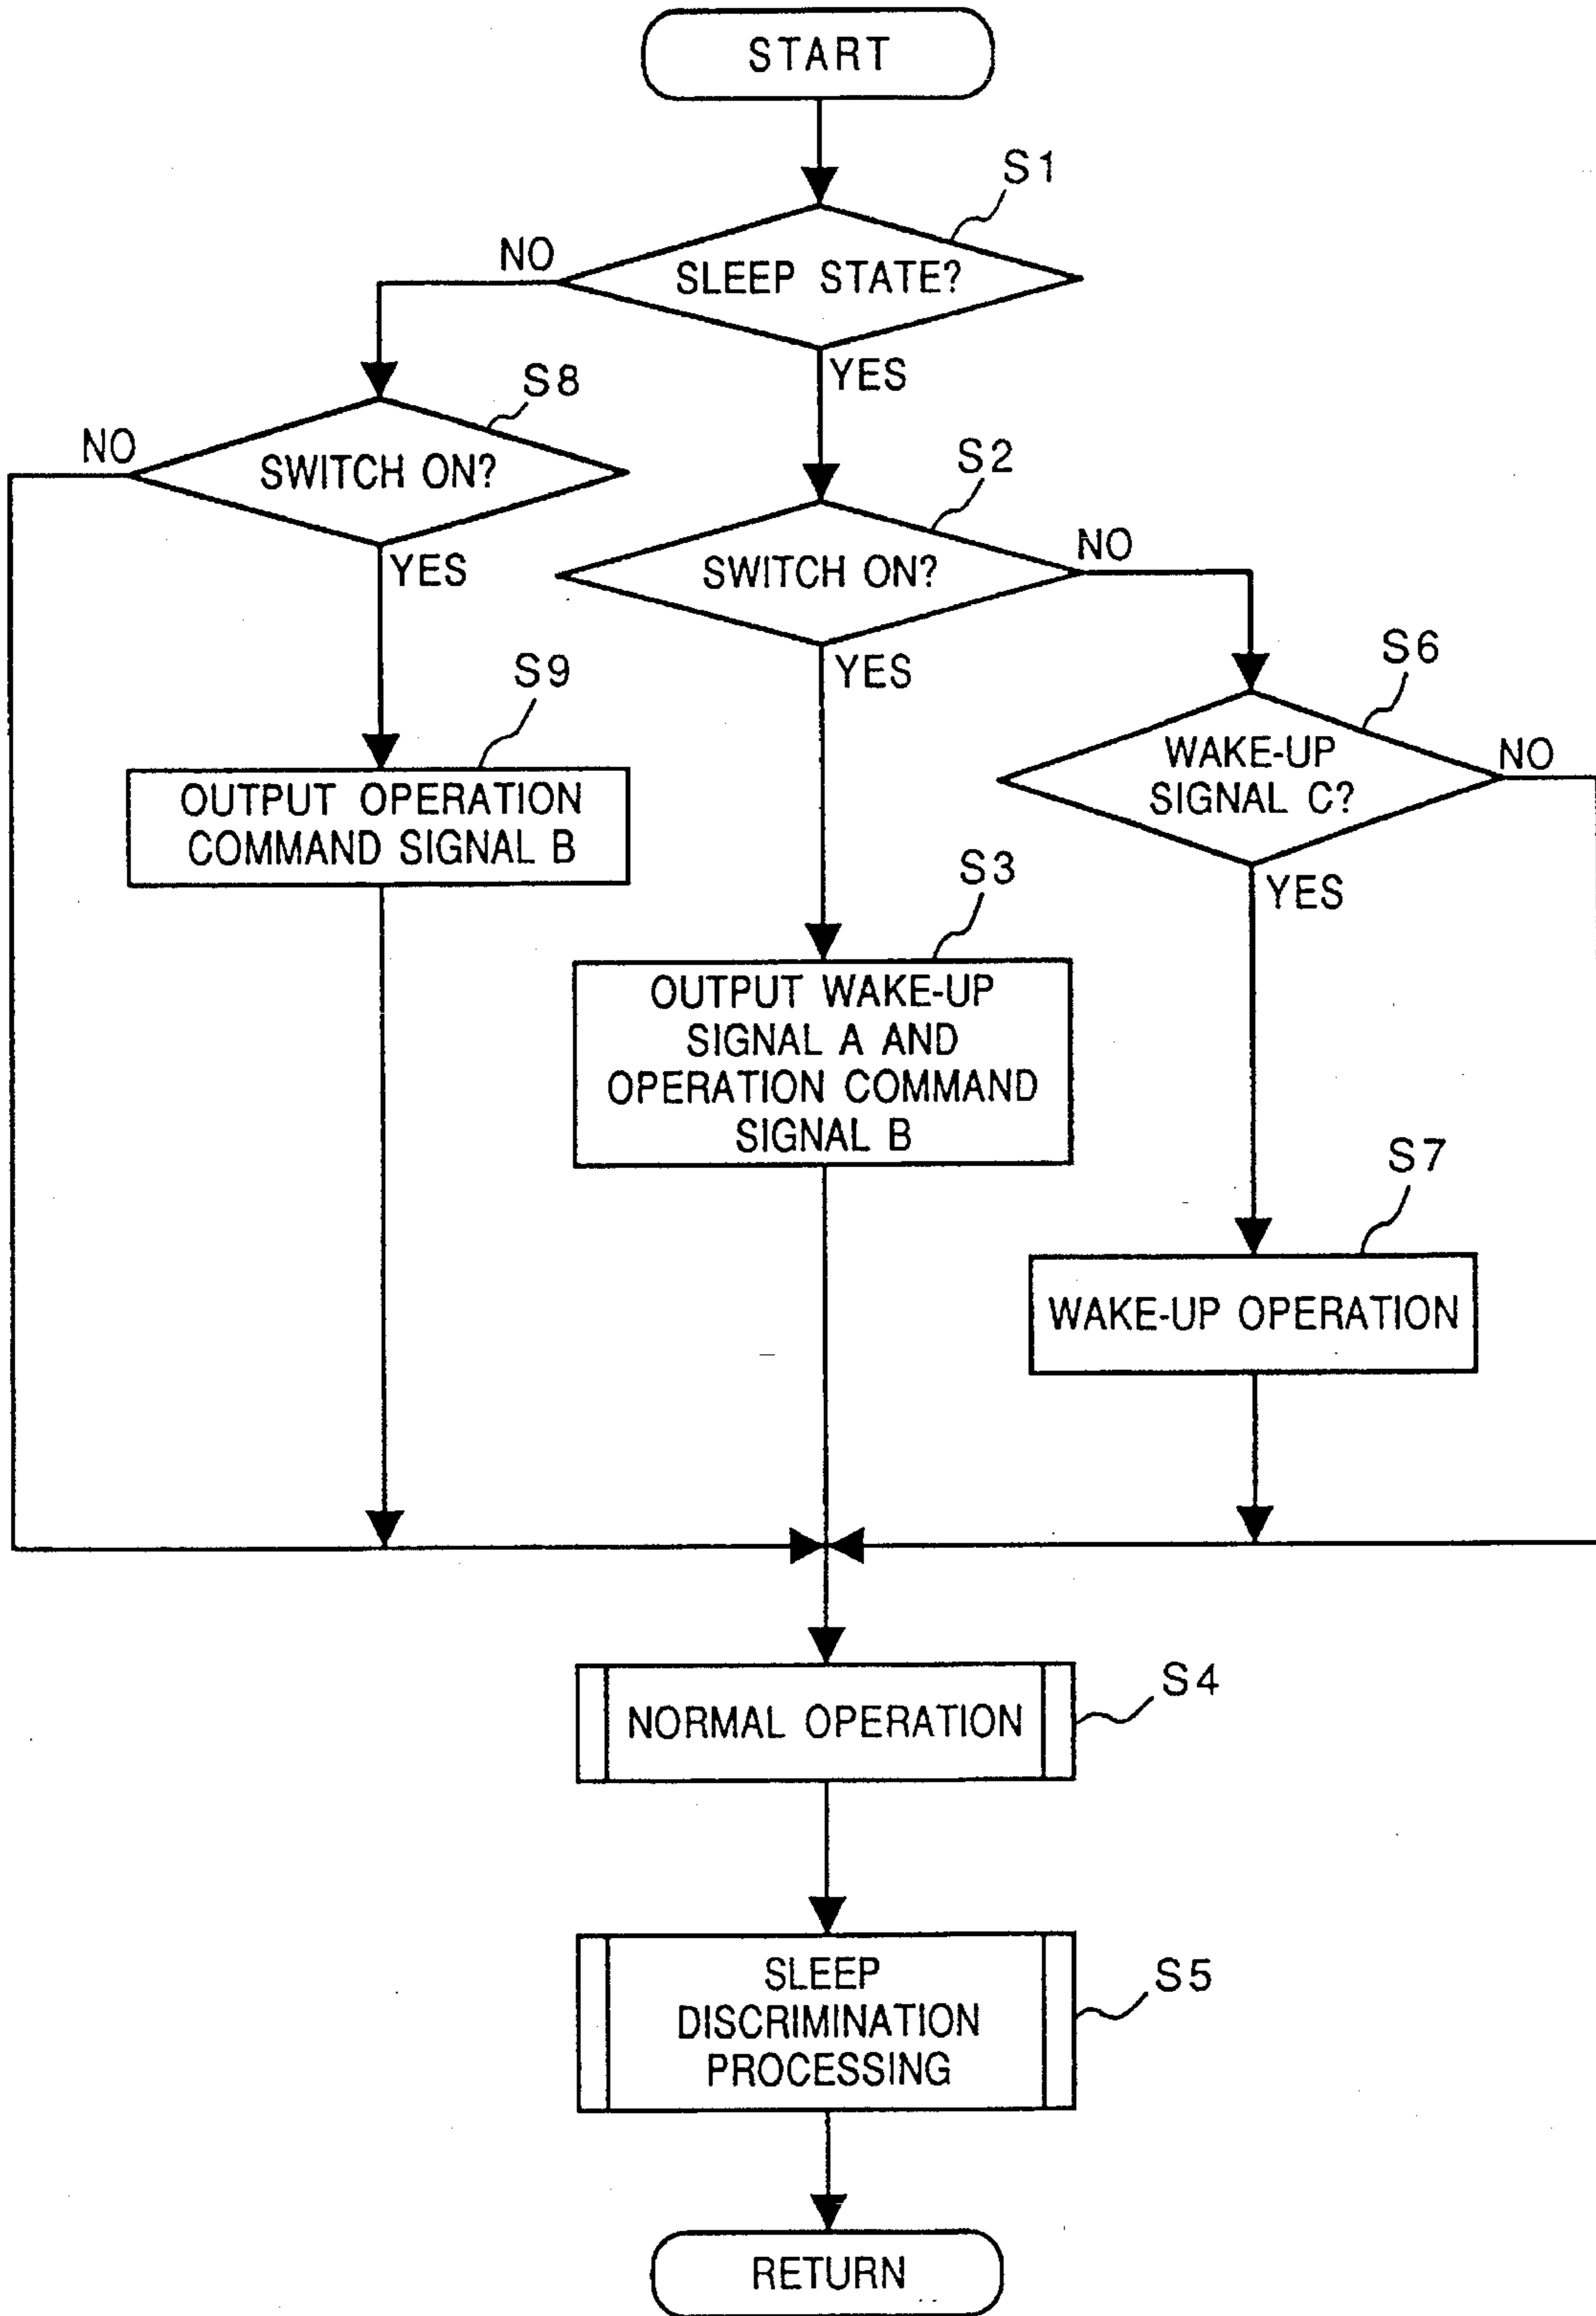 START
S1
NO
SLEEP STATE?
YES
S8
NO
SWITCH ON?
YES
S2
SWITCH ON?
NO
YES
S9
OUTPUT OPERATION
COMMAND SIGNAL B
S6
WAKE-UP
SIGNAL C?
NO
YES
S3
OUTPUT WAKE-UP
SIGNAL A AND
OPERATION COMMAND
SIGNAL B
S7
WAKE-UP OPERATION
S4
NORMAL OPERATION
S5
SLEEP
DISCRIMINATION
PROCESSING
RETURN